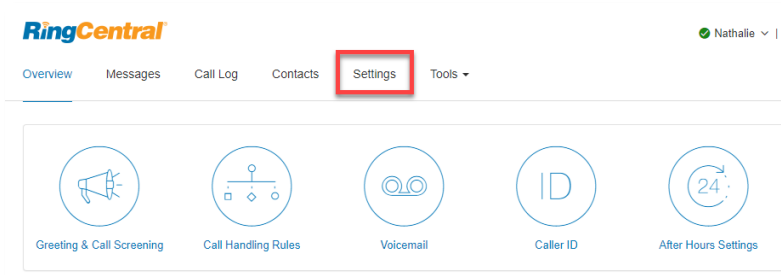 RingCentral
Nathalie |
Overview Messages Call Log Contacts Settings Tools
ID 24
Greeting & Call Screening Call Handling Rules Voicemail Caller ID After Hours Settings